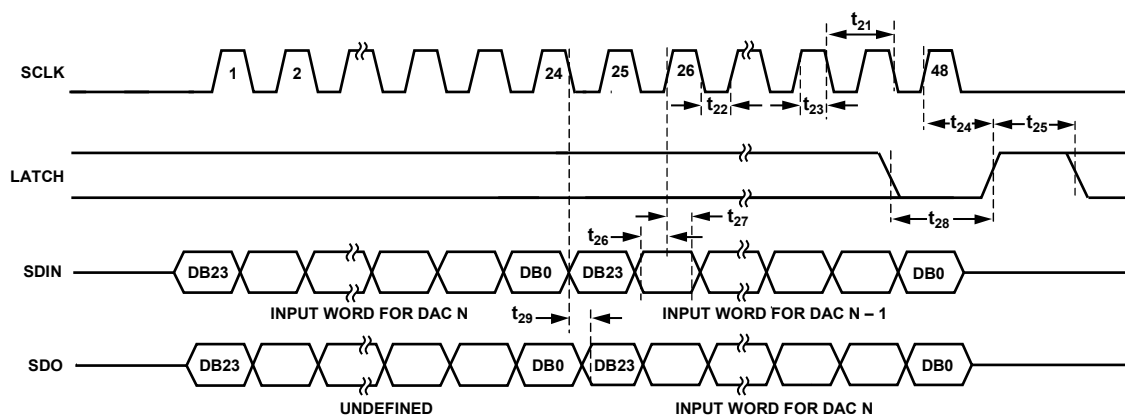 t21
SCLK 1 2 24 25 26 48
t22 t23 t24 t25
LATCH
t28
t27
t26
SDIN DB23 DB0 DB23 DB0
INPUT WORD FOR DAC N INPUT WORD FOR DAC N – 1
t29
SDO DB23 DB0 DB23 DB0
UNDEFINED INPUT WORD FOR DAC N